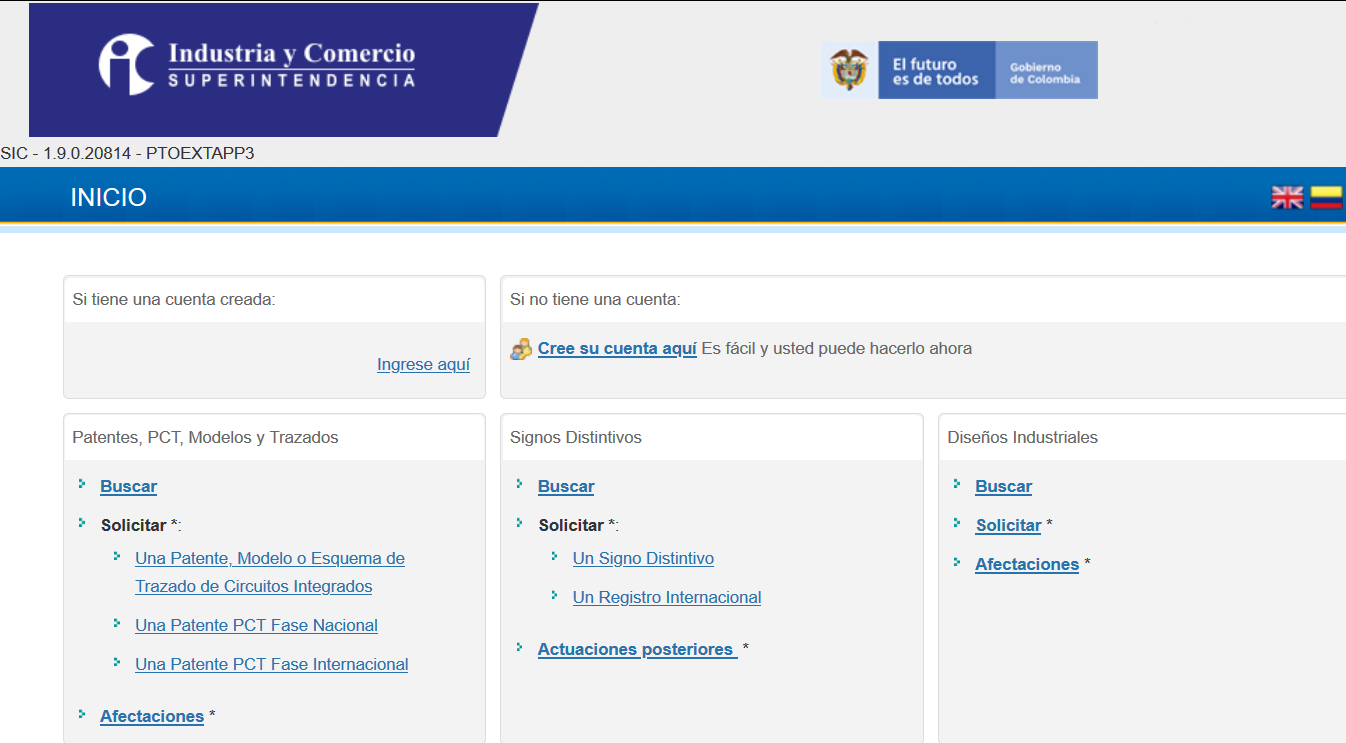 Industria y Comercio
SUPERINTENDENCIA
El futuro
es de todos
Gobierno
de Colombia
SIC - 1.9.0.20814 - PTOEXTAPP3
INICIO
Si tiene una cuenta creada:
Ingrese aquí
Si no tiene una cuenta:
Cree su cuenta aquí Es fácil y usted puede hacerlo ahora
Patentes, PCT, Modelos y Trazados
Buscar
Solicitar *:
Una Patente, Modelo o Esquema de
Trazado de Circuitos Integrados
Una Patente PCT Fase Nacional
Una Patente PCT Fase Internacional
Afectaciones *
Signos Distintivos
Buscar
Solicitar *:
Un Signo Distintivo
Un Registro Internacional
Actuaciones posteriores *
Diseños Industriales
Buscar
Solicitar *
Afectaciones *